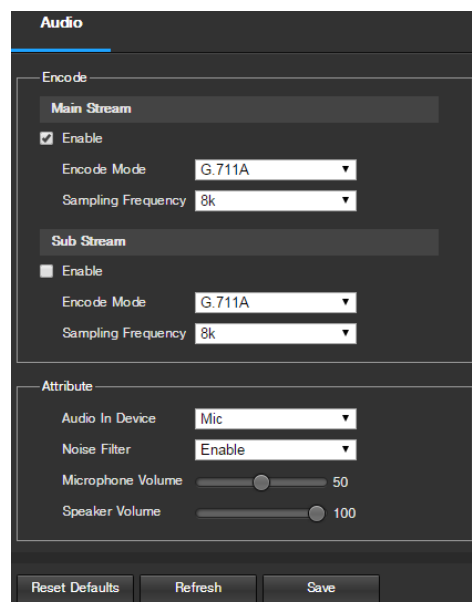 Audio
Encode
Main Stream
Enable
Encode Mode G.711A
Sampling Frequency 8k
Sub Stream
Enable
Encode Mode G.711A
Sampling Frequency 8k
Attribute
Audio In Device Mic
Noise Filter Enable
Microphone Volume 50
Speaker Volume 100
Reset Defaults Refresh Save